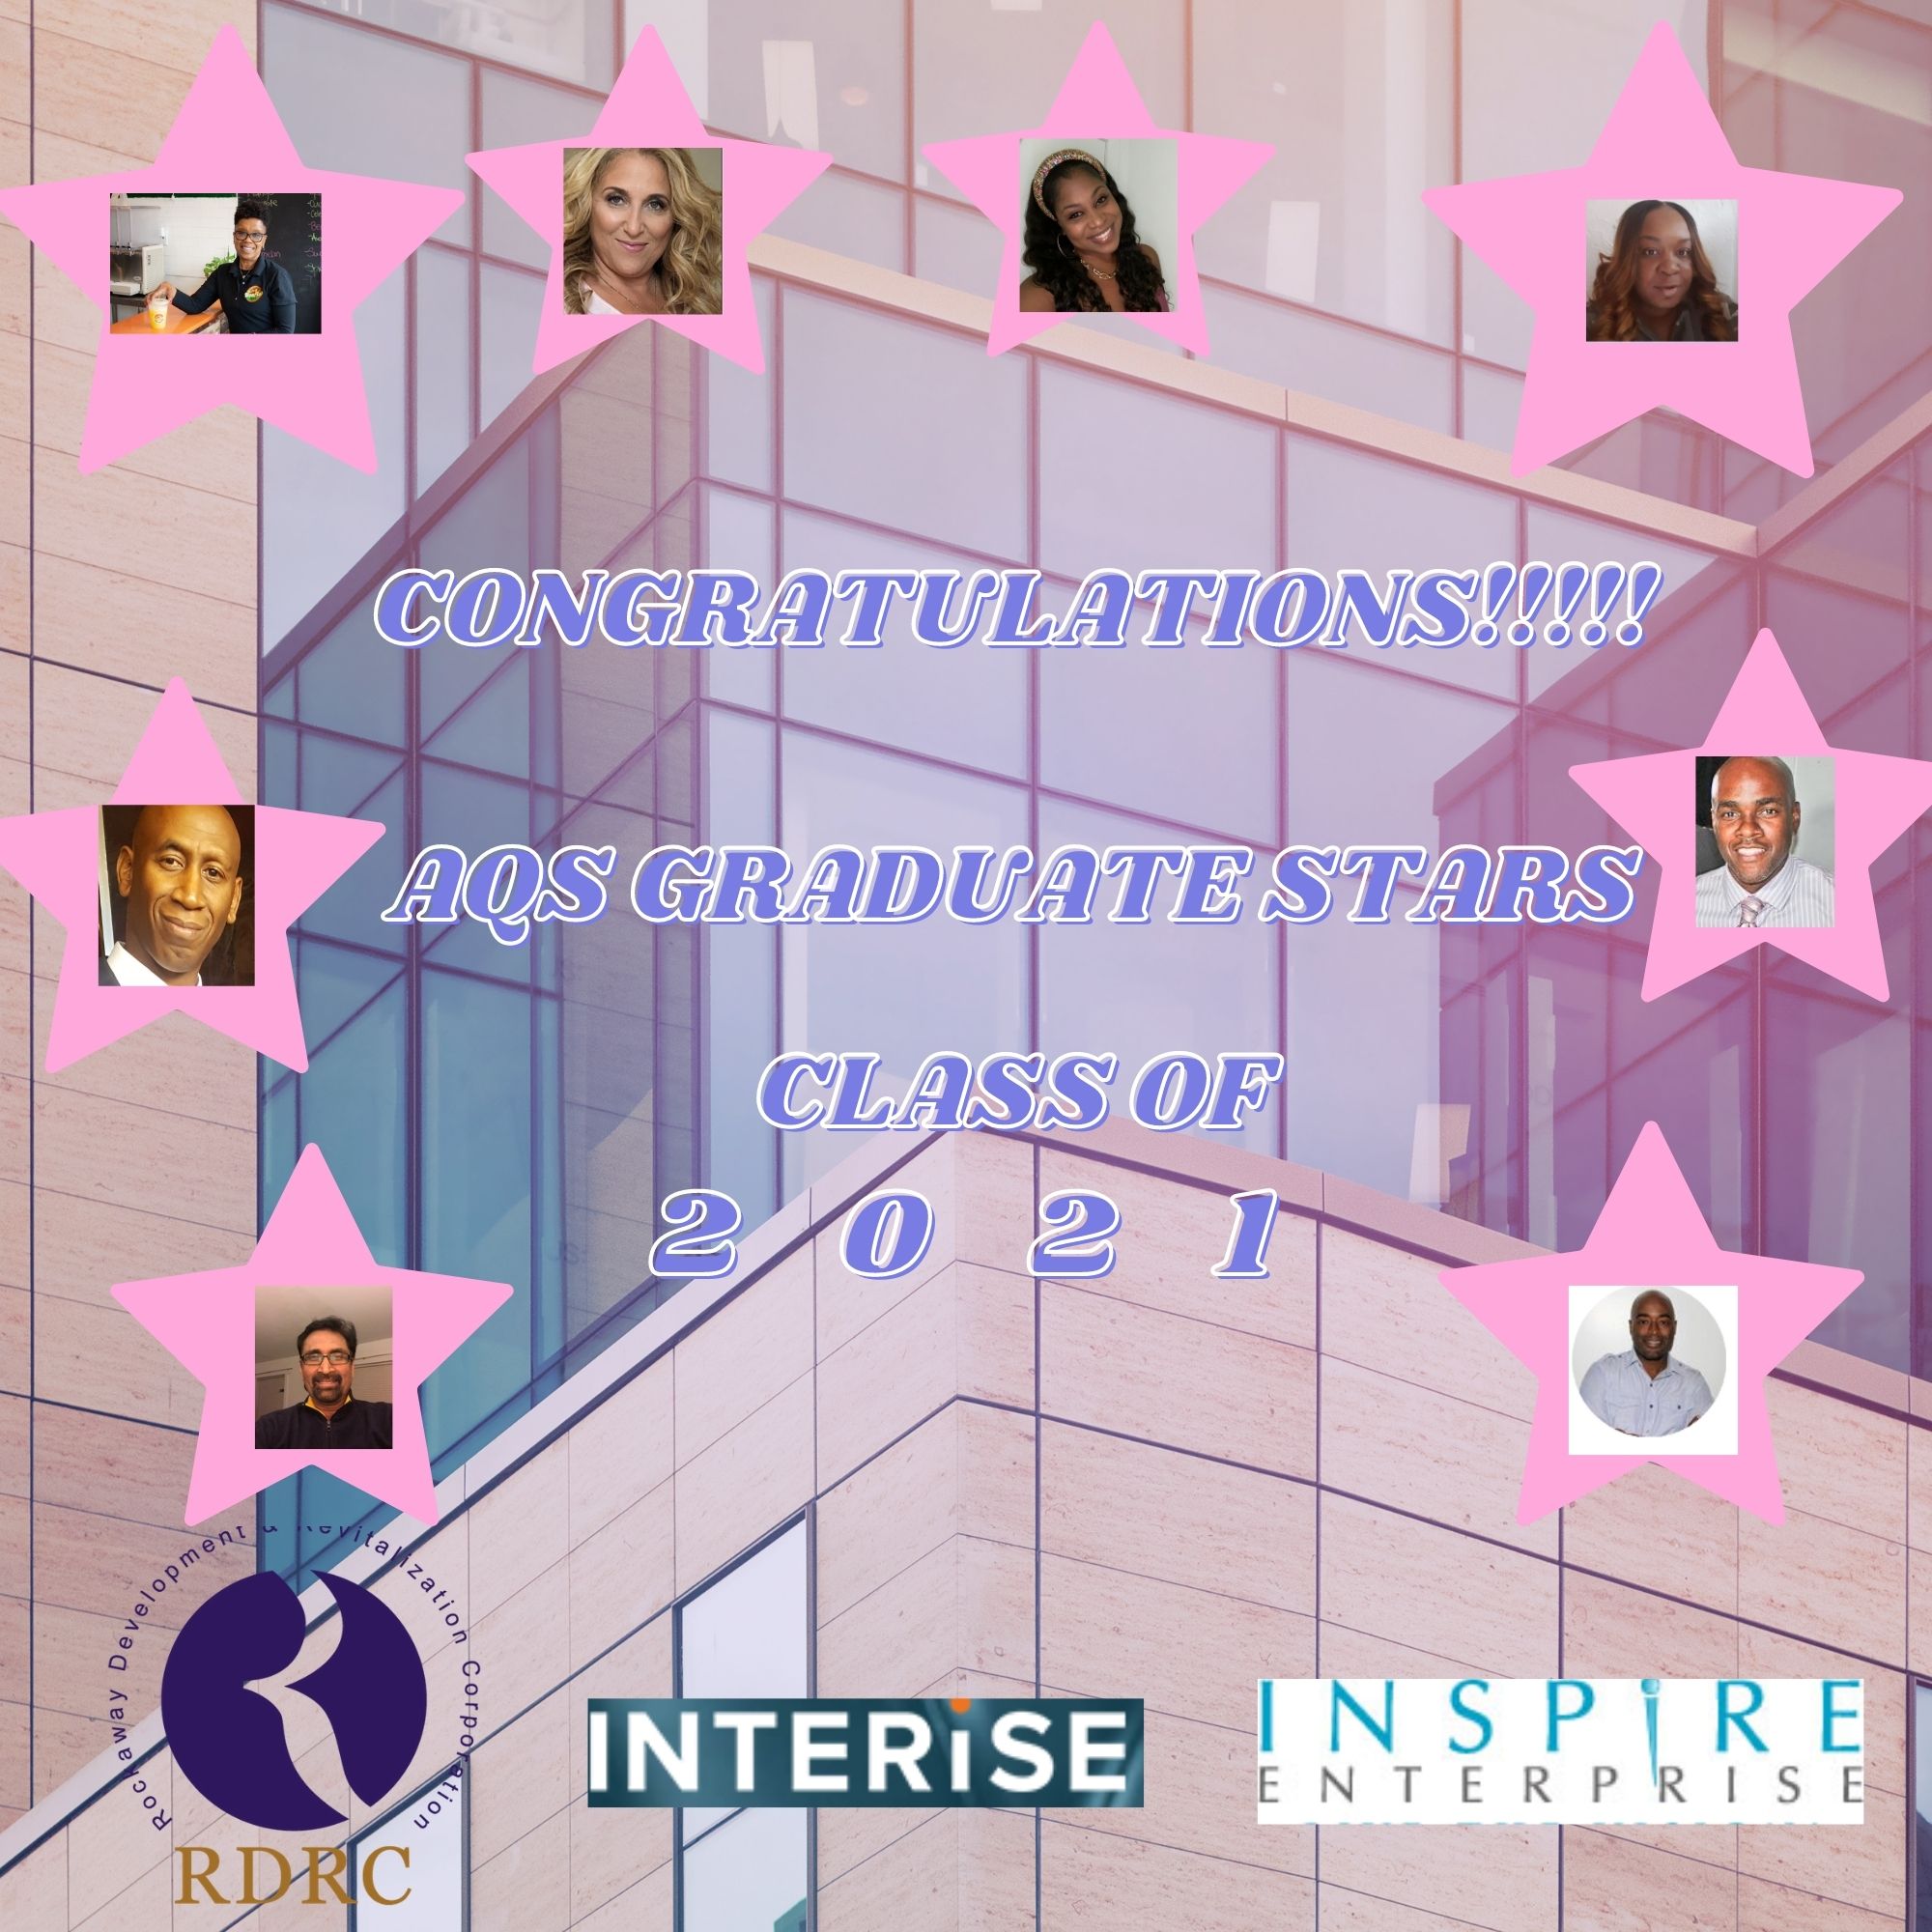 CONGRATULATIONS!!!!!
AQS GRADUATE STARS
CLASS OF
2 0 2 1
Rockaway Development & Revitalization Corporation
RDRC
INTERiSE
INSPiRE
ENTERPRISE